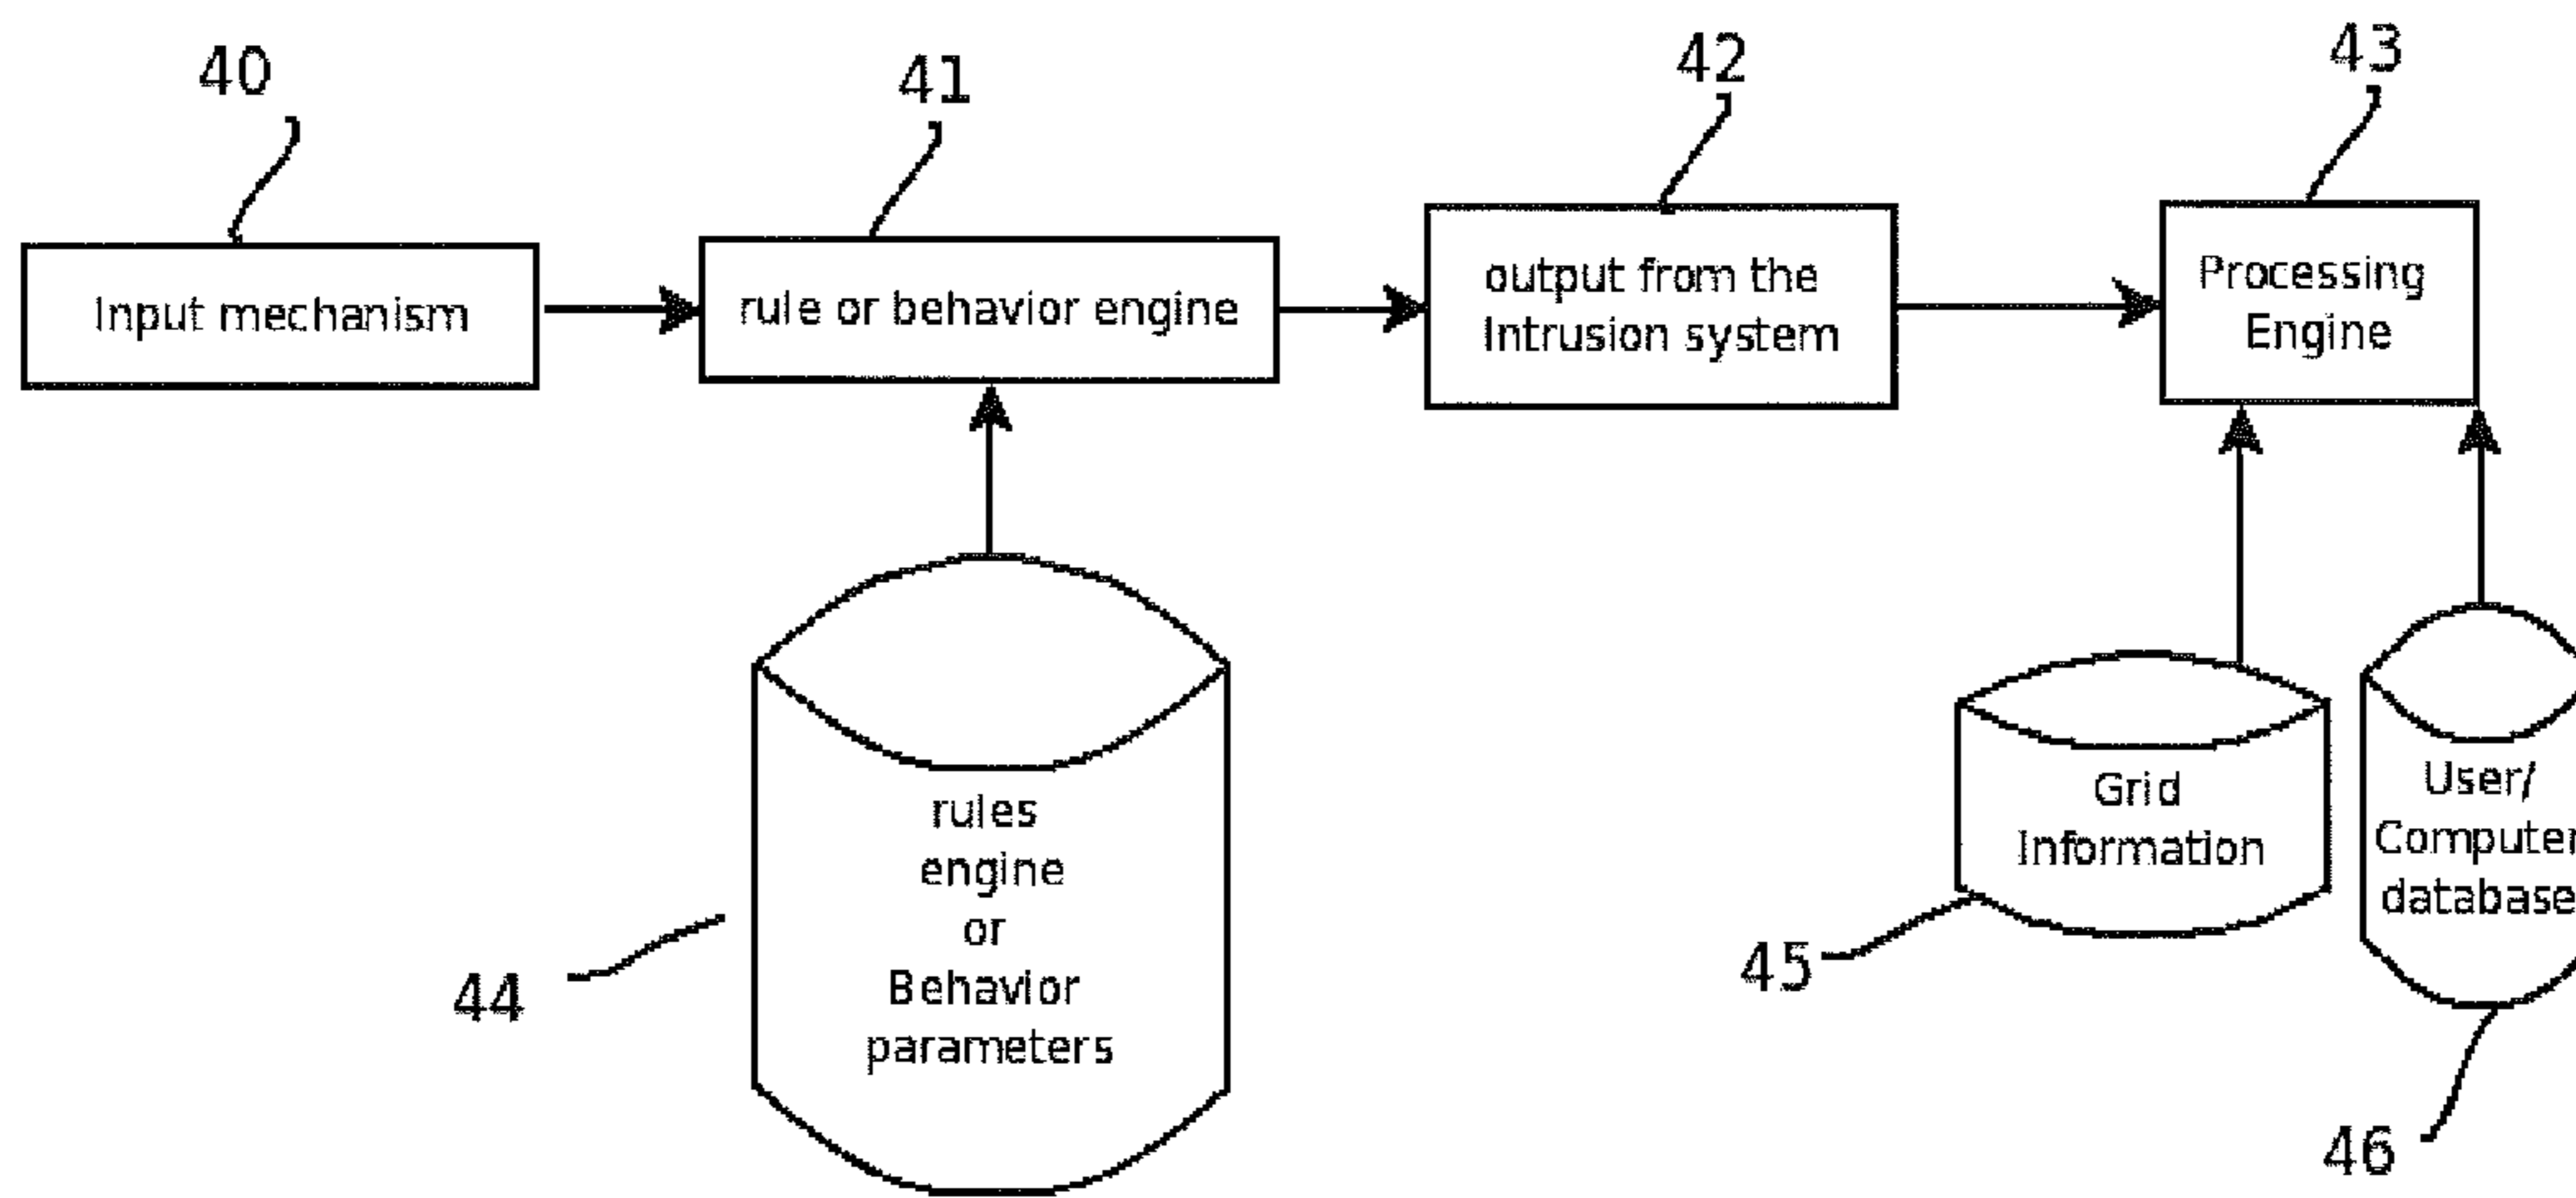 40
41
42
43
Input mechanism
rule or behavior engine
output from the
Intrusion system
Processing
Engine
rules
engine
or
Behavior
parameters
44
Grid
Information
45
User/
Computer
database
46